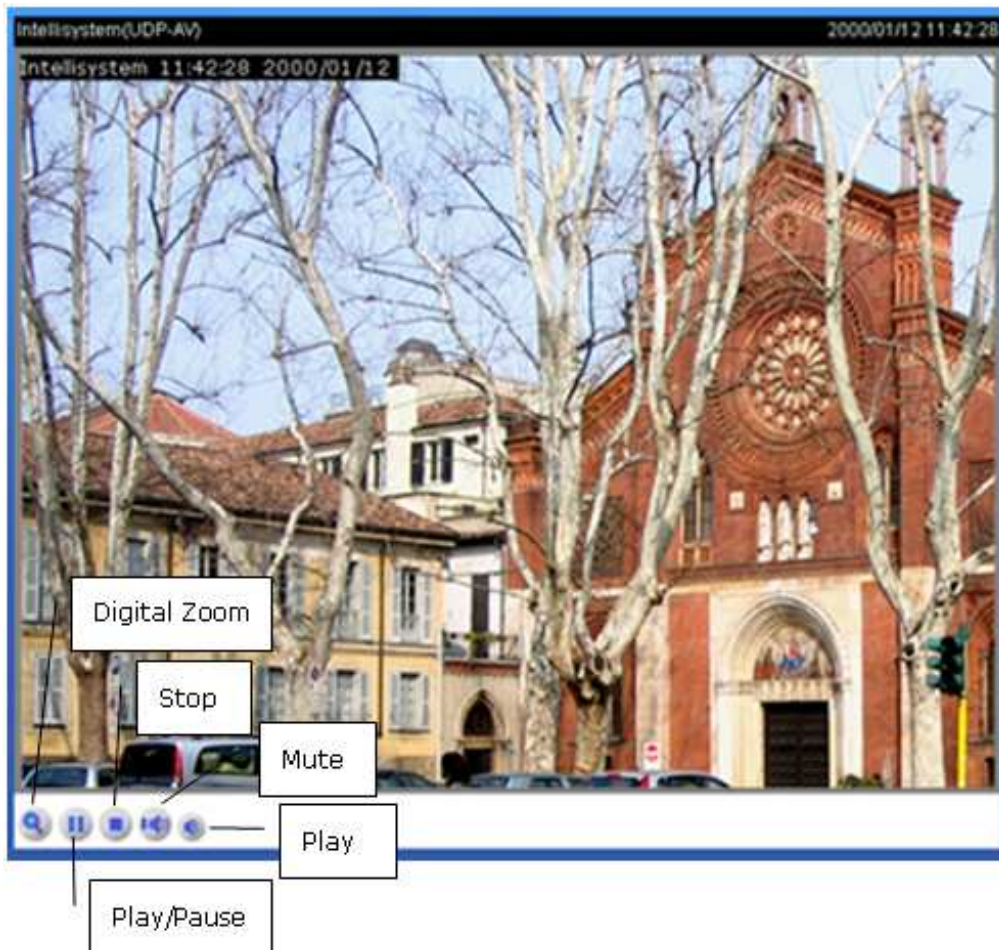 Intellisystem(UDP-AV) 2000/01/12 11:42:28
Intellisystem 11:42:28 2000/01/12
Digital Zoom
Stop
Mute
Play
Play/Pause